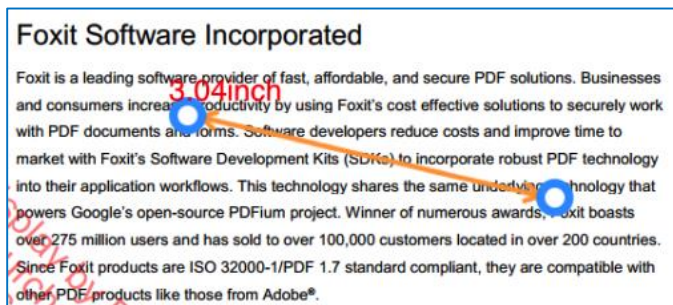 Foxit Software Incorporated
Foxit is a leading software provider of fast, affordable, and secure PDF solutions. Businesses
3.04inch
and consumers increase productivity by using Foxit's cost effective solutions to securely work
with PDF documents and forms. Software developers reduce costs and improve time to
market with Foxit's Software Development Kits (SDKs) to incorporate robust PDF technology
into their application workflows. This technology shares the same underlying technology that
powers Google's open-source PDFium project. Winner of numerous awards, Foxit boasts
over 275 million users and has sold to over 100,000 customers located in over 200 countries.
Since Foxit products are ISO 32000-1/PDF 1.7 standard compliant, they are compatible with
other PDF products like those from Adobe®.